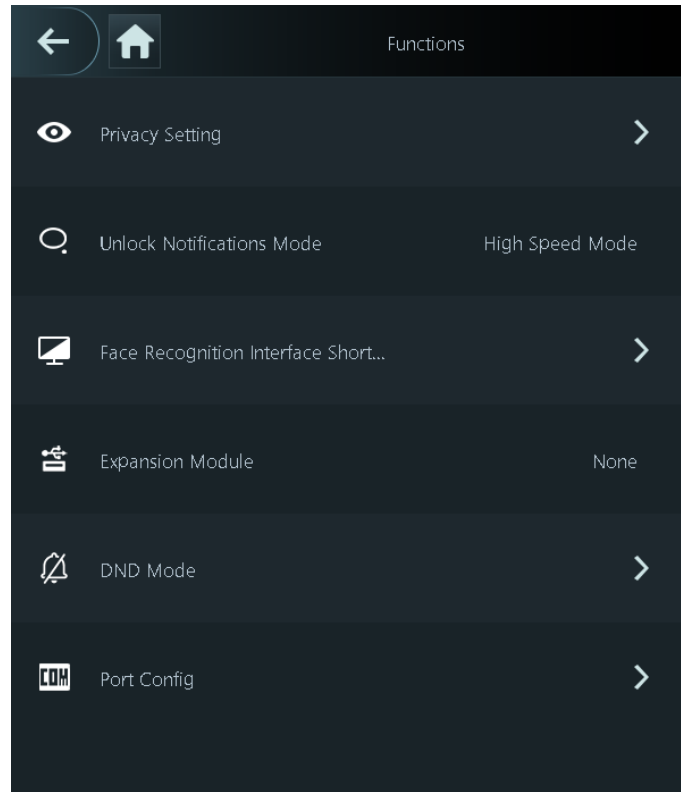 Functions
Privacy Setting
Unlock Notifications Mode High Speed Mode
Face Recognition Interface Short...
Expansion Module None
DND Mode
COM Port Config